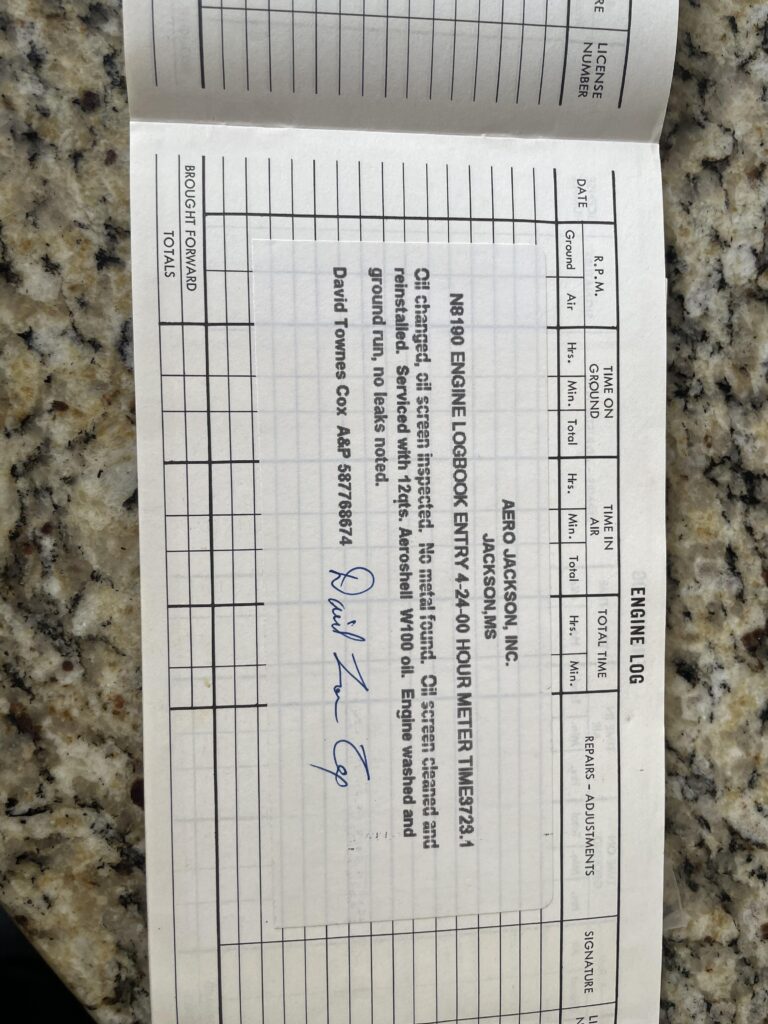 RE
LICENSE
NUMBER
ENGINE LOG
DATE
R.P.M.
TIME ON
GROUND
TIME IN
AIR
TOTAL TIME
REPAIRS – ADJUSTMENTS
SIGNATURE
LI
N
Ground Air Hrs. Min. Total Hrs. Min. Total Hrs. Min.
AERO JACKSON, INC.
JACKSON,MS
N8190 ENGINE LOGBOOK ENTRY 4-24-00 HOUR METER TIME3723.1
Oil changed, oil screen inspected. No metal found. Oil screen cleaned and
reinstalled. Serviced with 12qts. Aeroshell W100 oil. Engine washed and
ground run, no leaks noted.
David Townes Cox A&P 587768674 David Cox
BROUGHT FORWARD
TOTALS